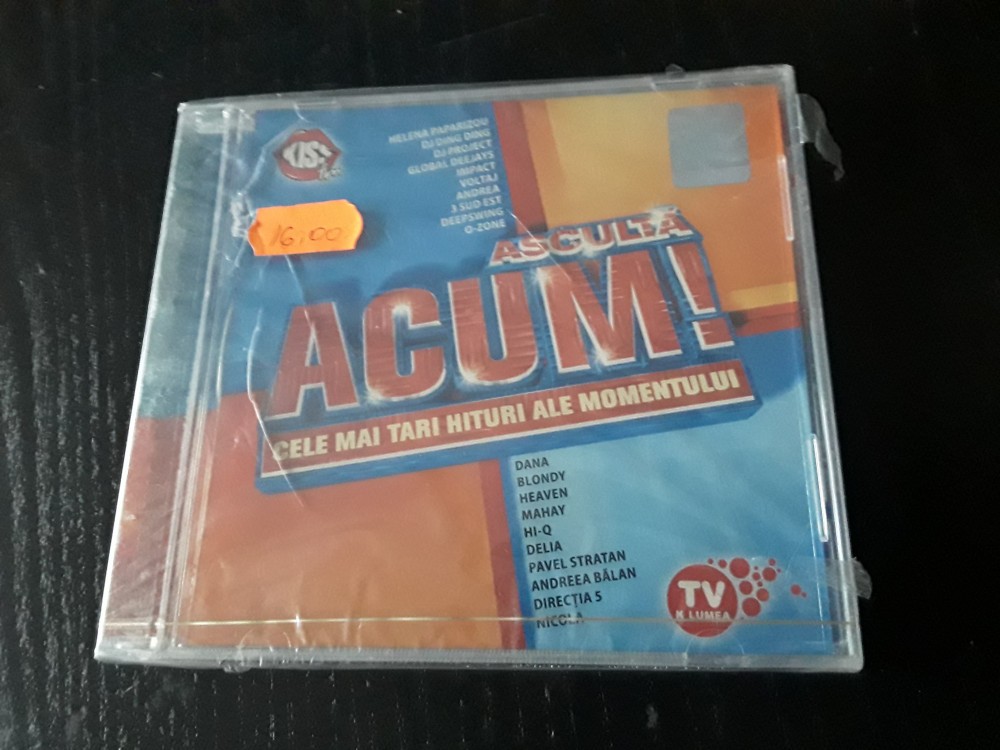 KISS
fm
HELENA PAPARIZOU
DJ DING DING
DJ PROJECT
GLOBAL DEEJAYS
IMPACT
VOLTAJ
ANDREA
3 SUD EST
DEEPSWING
O-ZONE
16,00
ASCULTĂ
ACUM!
CELE MAI TARI HITURI ALE MOMENTULUI
DANA
BLONDY
HEAVEN
MAHAY
HI-Q
DELIA
PAVEL STRATAN
ANDREEA BĂLAN
DIRECȚIA 5
NICOLA
TV
K LUMEA